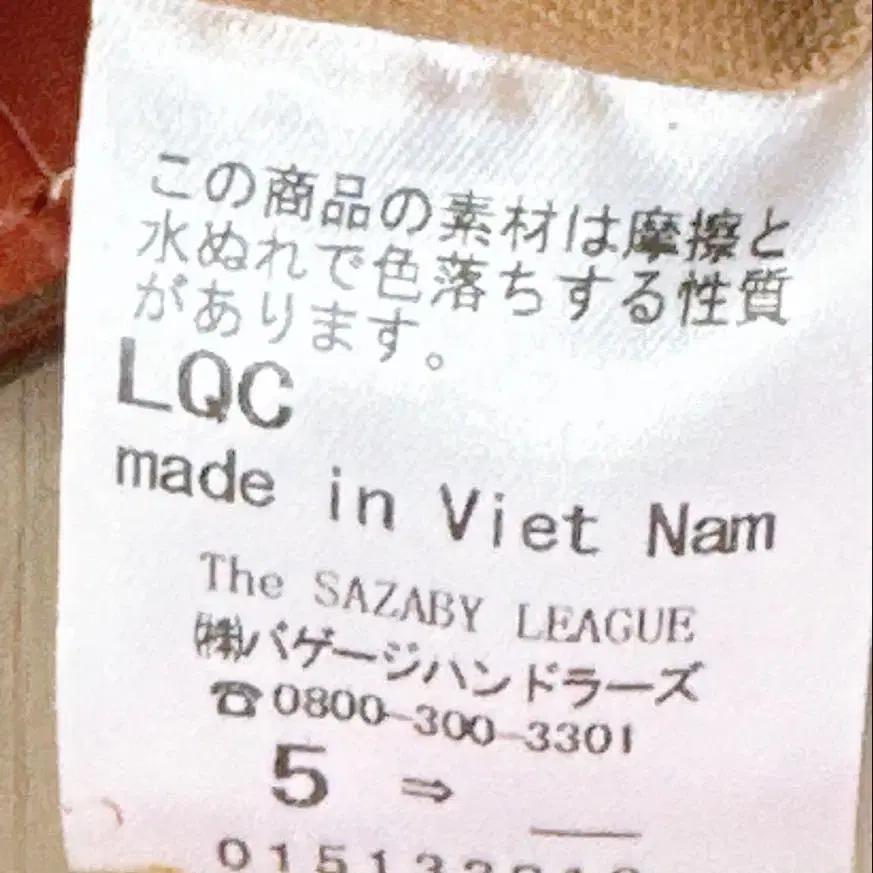 この商品の素材は摩擦と
水ぬれで色落ちする性質
があります。
LQC
made in Viet Nam
The SAZABY LEAGUE
㈱バゲージハンドラーズ
☎0800-300-3301
5 ⇒